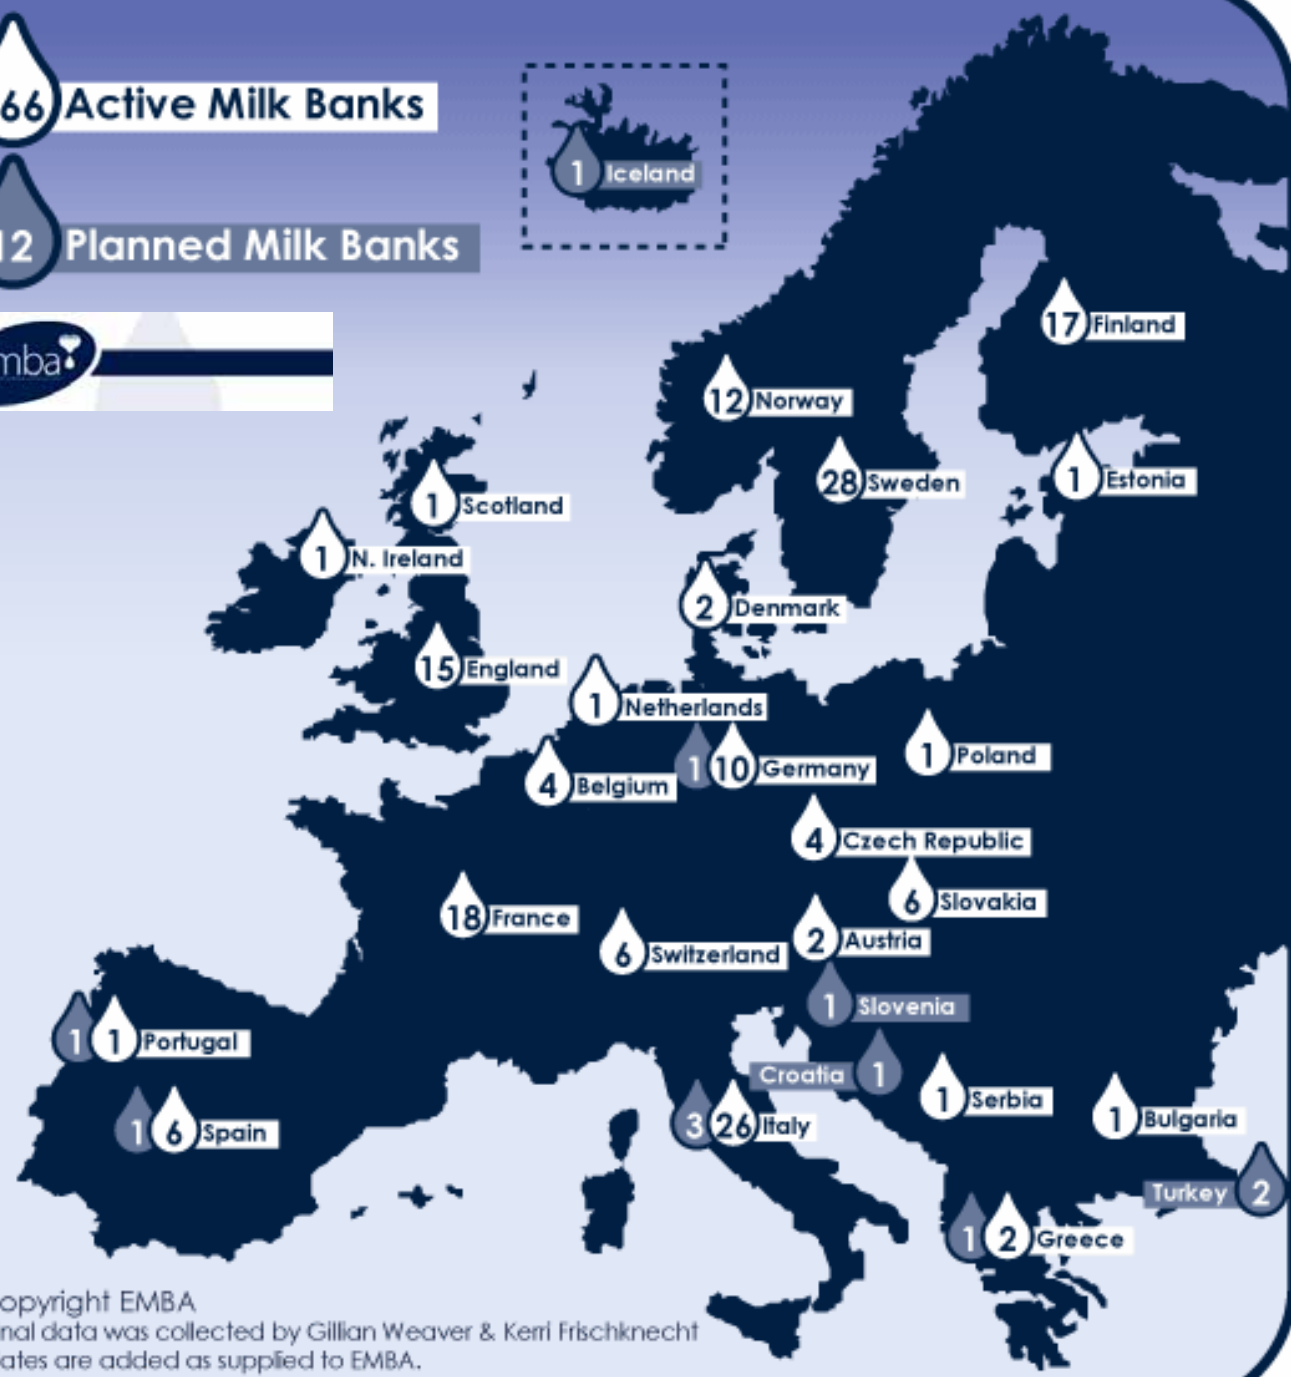 66 Active Milk Banks
12 Planned Milk Banks
mba
1 Iceland
17 Finland
12 Norway
28 Sweden
1 Estonia
1 Scotland
1 N. Ireland
2 Denmark
15 England
1 Netherlands
1 10 Germany
1 Poland
4 Belgium
4 Czech Republic
6 Slovakia
18 France
2 Austria
6 Switzerland
1 Slovenia
1 1 Portugal
Croatia 1
1 Serbia
1 Bulgaria
1 6 Spain
3 26 Italy
Turkey 2
1 2 Greece
opyright EMBA
nal data was collected by Gillian Weaver & Kerri Frischknecht
ates are added as supplied to EMBA.